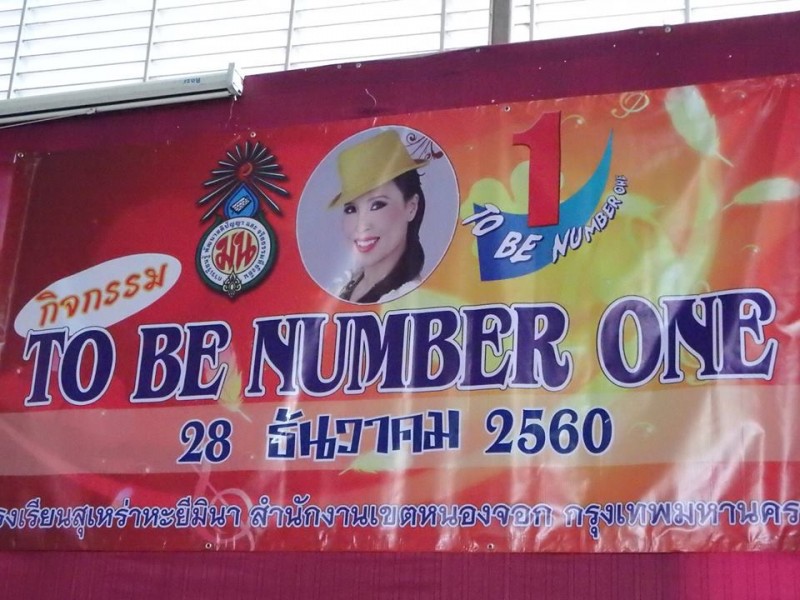 1
TO BE NUMBER ONE
มน
กิจกรรม
TO BE NUMBER ONE
28 ธันวาคม 2560
โรงเรียนสุเหร่าหะยีมินา สำนักงานเขตหนองจอก กรุงเทพมหานคร